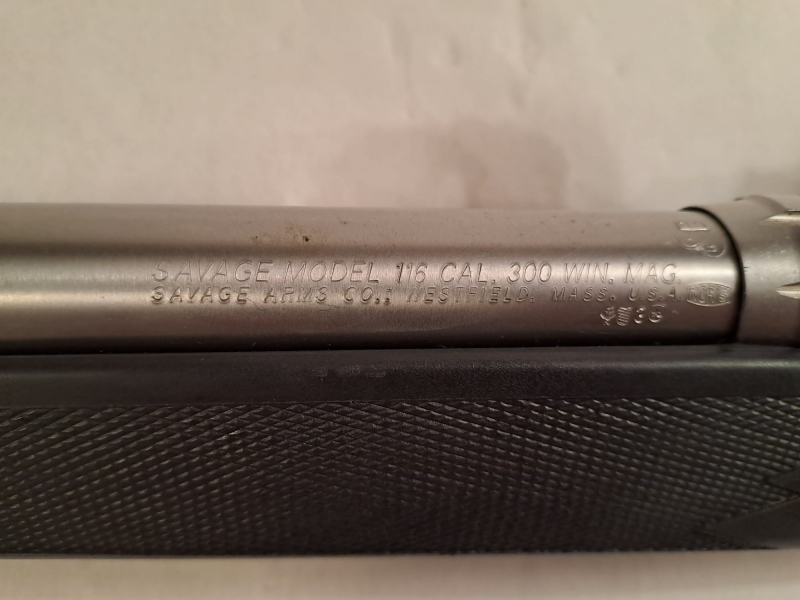 SAVAGE MODEL 116 CAL. 300 WIN. MAG.
SAVAGE ARMS CO., WESTFIELD, MASS. U.S.A.